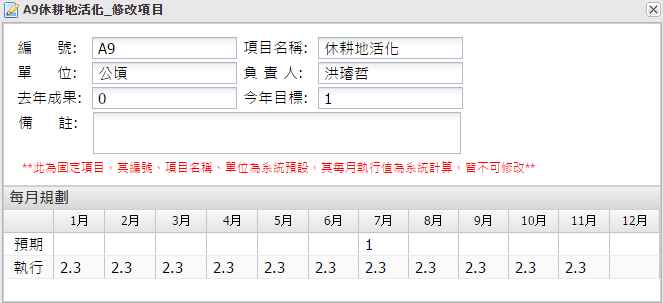 A9休耕地活化_修改項目
編 號: A9 項目名稱: 休耕地活化
單 位: 公頃 負 責 人: 洪璿哲
去年成果: 0 今年目標: 1
備 註:
**此為固定項目，其編號、項目名稱、單位為系統預設，其每月執行值為系統計算，皆不可修改**
每月規劃
1月 2月 3月 4月 5月 6月 7月 8月 9月 10月 11月 12月
預期 1
執行 2.3 2.3 2.3 2.3 2.3 2.3 2.3 2.3 2.3 2.3 2.3